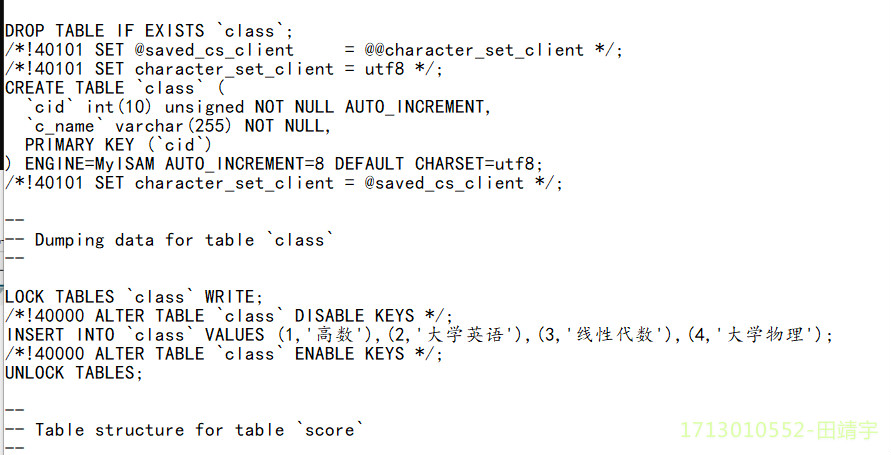 DROP TABLE IF EXISTS `class`;
/*!40101 SET @saved_cs_client     = @@character_set_client */;
/*!40101 SET character_set_client = utf8 */;
CREATE TABLE `class` (
  `cid` int(10) unsigned NOT NULL AUTO_INCREMENT,
  `c_name` varchar(255) NOT NULL,
  PRIMARY KEY (`cid`)
) ENGINE=MyISAM AUTO_INCREMENT=8 DEFAULT CHARSET=utf8;
/*!40101 SET character_set_client = @saved_cs_client */;
--
-- Dumping data for table `class`
--
LOCK TABLES `class` WRITE;
/*!40000 ALTER TABLE `class` DISABLE KEYS */;
INSERT INTO `class` VALUES (1,'高数'),(2,'大学英语'),(3,'线性代数'),(4,'大学物理');
/*!40000 ALTER TABLE `class` ENABLE KEYS */;
UNLOCK TABLES;
--
-- Table structure for table `score`
--
1713010552-田靖宇